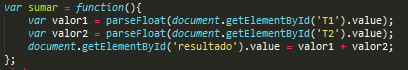 var sumar = function(){
    var valor1 = parseFloat(document.getElementById('T1').value);
    var valor2 = parseFloat(document.getElementById('T2').value);
    document.getElementById('resultado').value = valor1 + valor2;
};